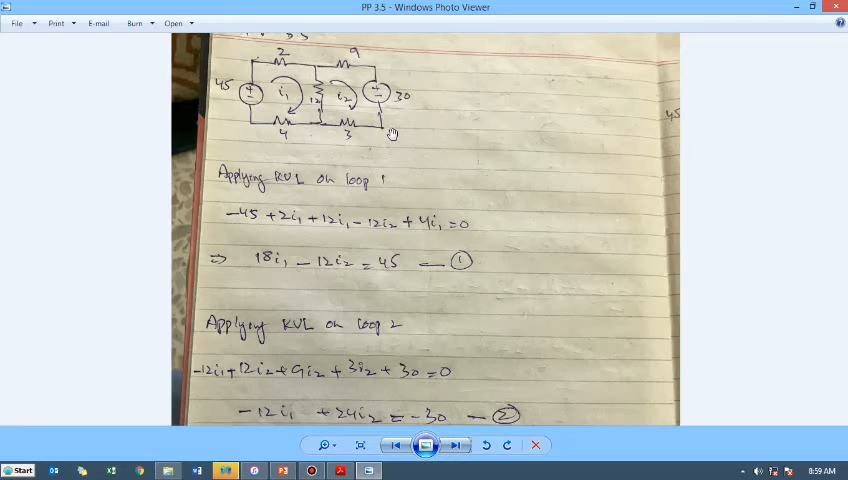 PP 3.5 - Windows Photo Viewer
File Print E-mail Burn Open
2 9
45 + - i₁ 12 i₂ + - 30
4 3
45
Applying KVL on loop 1
-45 + 2i₁ + 12i₁ - 12i₂ + 4i₁ = 0
⇒ 18i₁ - 12i₂ = 45 — ①
Applying KVL on loop 2
-12i₁ + 12i₂ + 9i₂ + 3i₂ + 30 = 0
-12i₁ + 24i₂ = -30 — ②
Start 8:59 AM